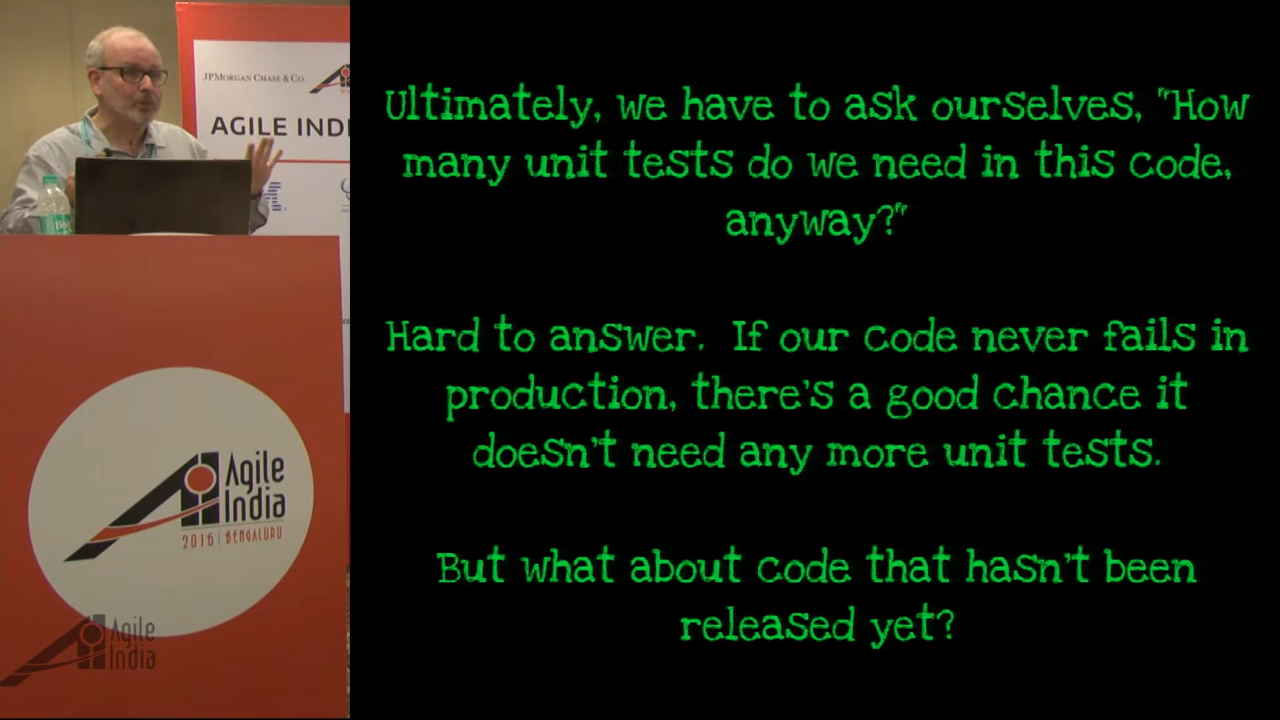 JPMORGAN CHASE & CO.
AGILE INDI
Agile
India
2016 | BENGALURU
Agile
India
Ultimately, we have to ask ourselves, "How
many unit tests do we need in this code,
anyway?"
Hard to answer. If our code never fails in
production, there's a good chance it
doesn't need any more unit tests.
But what about code that hasn't been
released yet?